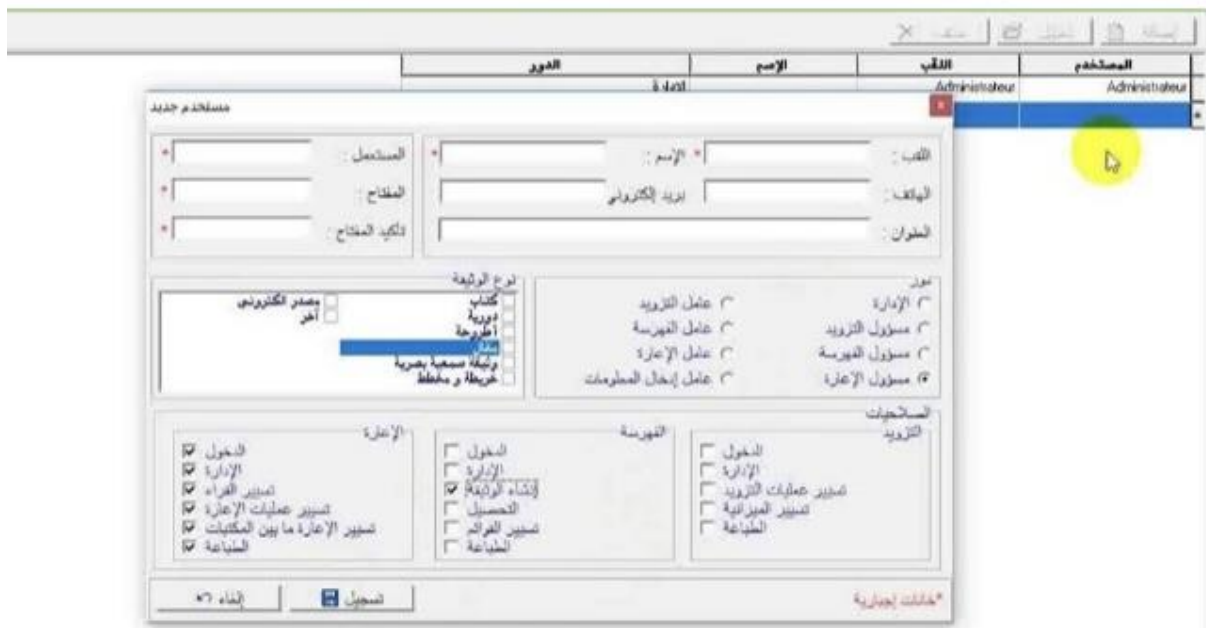 إضافة تعديل حذف
المستخدم اللقب الإسم الدور
Administrateur Administrateur الإدارة
مستخدم جديد
اللقب : * الإسم : * المستعمل : *
الهاتف : بريد إلكتروني المفتاح : *
العنوان : تأكيد المفتاح : *
دور
الإدارة عامل التزويد
مسؤول التزويد عامل الفهرسة
مسؤول الفهرسة عامل الإعارة
مسؤول الإعارة عامل إدخال المعلومات
نوع الوثيقة
كتاب مصدر الكتروني
دورية آخر
أطروحة
مقال
وثيقة سمعية بصرية
خريطة و مخطط
الصلاحيات
التزويد
الدخول
الإدارة
تسيير عمليات التزويد
تسيير الميزانية
الطباعة
الفهرسة
الدخول
الإدارة
إنشاء الوثيقة
التحصيل
تسيير القوائم
الطباعة
الإعارة
الدخول
الإدارة
تسيير القراء
تسيير عمليات الإعارة
تسيير الإعارة ما بين المكتبات
الطباعة
*خانات إجبارية تسجيل إلغاء